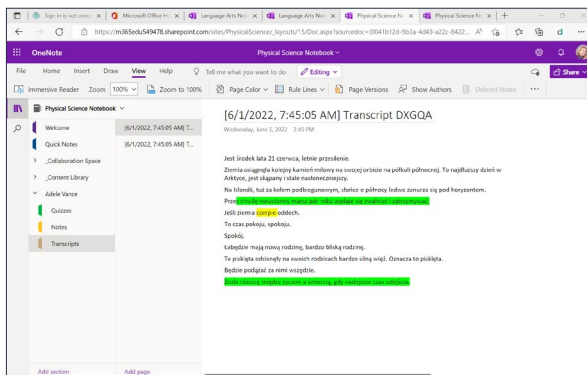 Sign in is not comp
Microsoft Office H
Language Arts Not
Language Arts Not
Physical Science N
Physical Science N
https://m365edu549478.sharepoint.com/sites/PhysicalScience/_layouts/15/Doc.aspx?sourcedoc={0041b12d-9b3a-4d43-a22c-8422...
OneNote
Physical Science Notebook
File Home Insert Draw View Help Tell me what you want to do Editing Share
Immersive Reader Zoom 100% Zoom to 100% Page Color Rule Lines Page Versions Show Authors Deleted Notes
Physical Science Notebook
Welcome
Quick Notes
_Collaboration Space
_Content Library
Adele Vance
Quizzes
Notes
Transcripts
Add section
[6/1/2022, 7:45:05 AM] T...
[6/1/2022, 7:45:05 AM] T...
Add page
[6/1/2022, 7:45:05 AM] Transcript DXGQA
Wednesday, June 1, 2022 2:45 PM
Jest środek lata 21 czerwca, letnie przesilenie.
Ziemia osiągnęła kolejny kamień milowy na swojej orbicie na półkuli północnej. To najdłuższy dzień w
Arktyce, jest skąpany i stale nasłoneczniejszy.
Na Islandii, tuż za kołem podbiegunowym, słońce o północy ledwo zanurza się pod horyzontem.
Przez chwilę nieustanny marsz pór roku wydaje się zwalniać i zatrzymywać.
Jeśli ziemia czerpie oddech.
To czas pokoju, spokoju.
Spokój.
Łabędzie mają nową rodzinę, bardzo bliską rodzinę.
Te pisklęta odcisnęły na swoich rodzicach bardzo silną więź. Oznacza to pisklęta.
Będzie podążać za nimi wszędzie.
Zrobi różnicę między życiem a śmiercią, gdy nadejdzie czas odejścia.